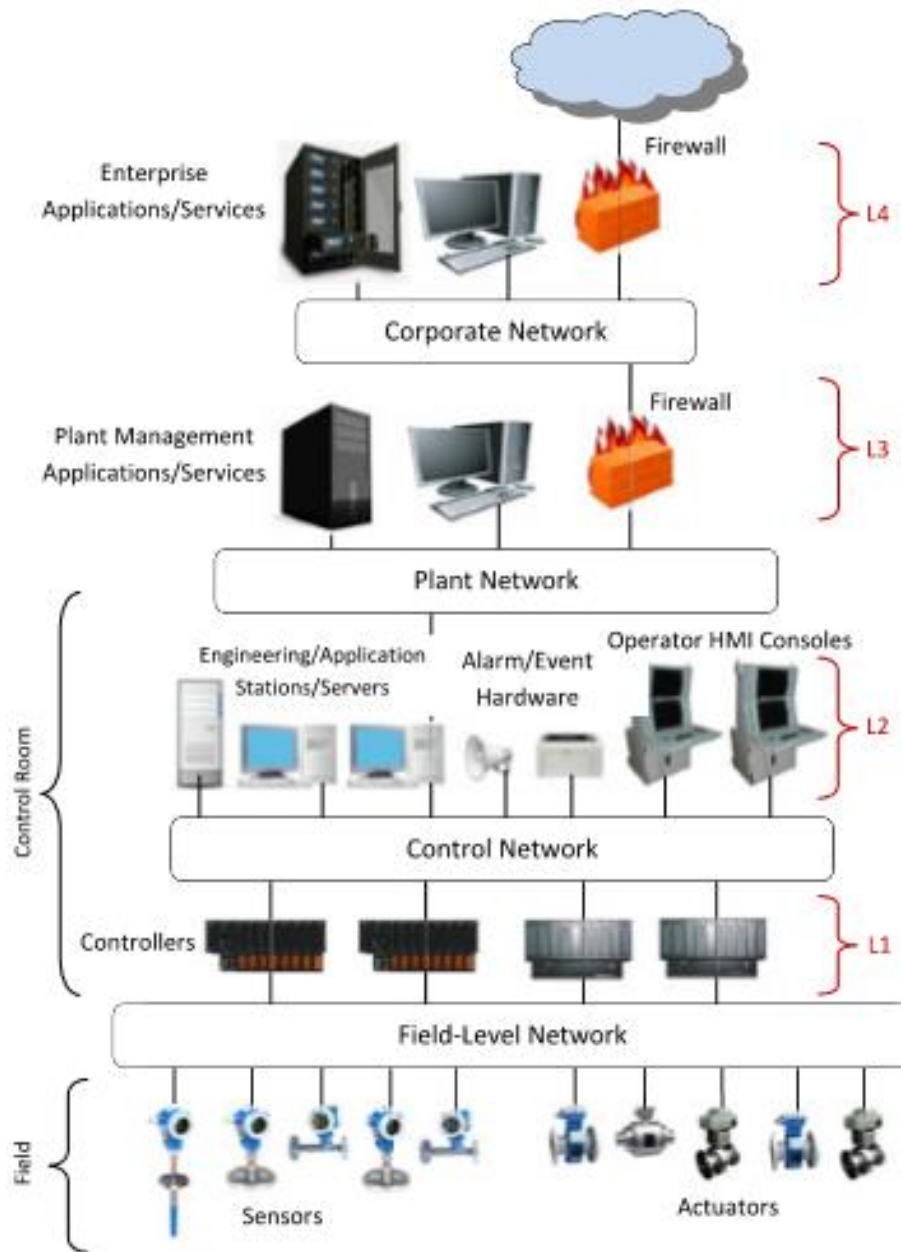 Firewall
Enterprise
Applications/Services
L4
Corporate Network
Firewall
Plant Management
Applications/Services
L3
Plant Network
Operator HMI Consoles
Engineering/Application
Stations/Servers
Alarm/Event
Hardware
L2
Control Room
Control Network
Controllers
L1
Field-Level Network
Field
Sensors
Actuators